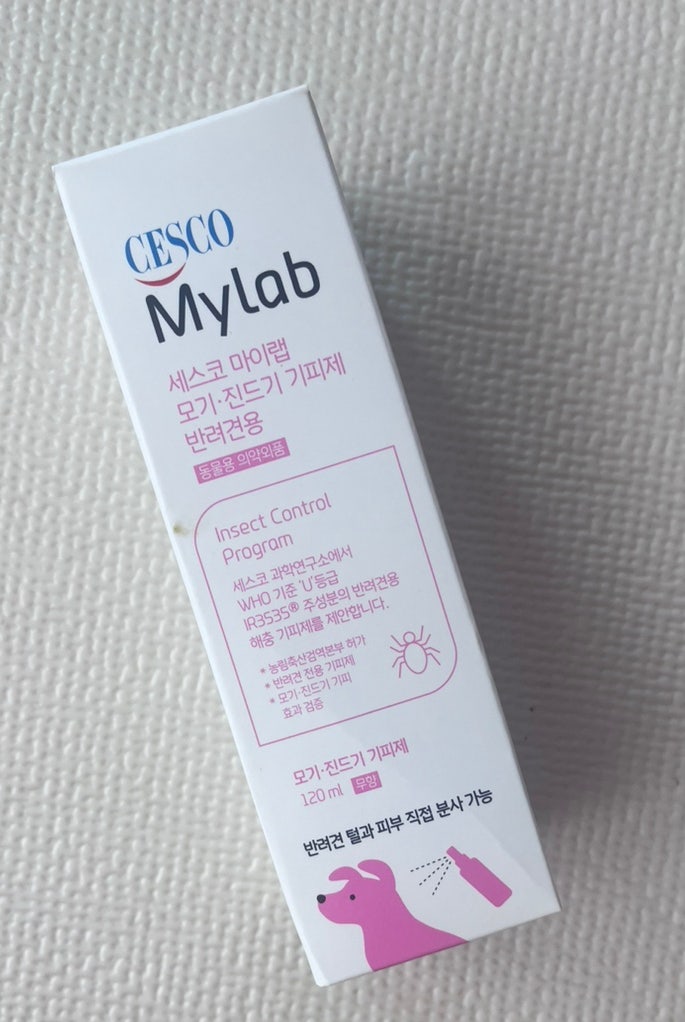 CESCO
Mylab
세스코 마이랩
모기·진드기 기피제
반려견용
동물용 의약외품
Insect Control
Program
세스코 과학연구소에서
WHO 기준 'U'등급
IR3535® 주성분의 반려견용
해충 기피제를 제안합니다.
* 농림축산검역본부 허가
* 반려견 전용 기피제
* 모기·진드기 기피
효과 검증
모기·진드기 기피제
120 ml 무향
반려견 털과 피부 직접 분사 가능